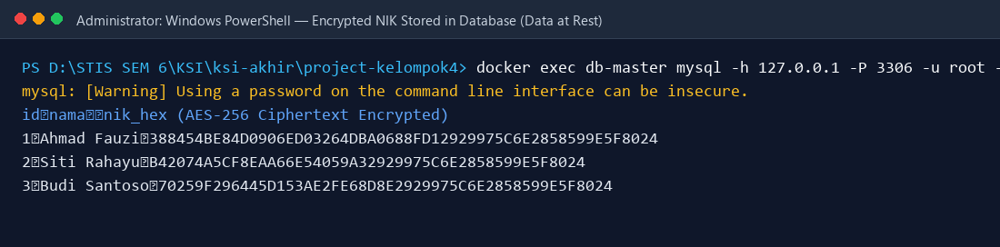 Administrator: Windows PowerShell — Encrypted NIK Stored in Database (Data at Rest)
PS D:\STIS SEM 6\KSI\ksi-akhir\project-kelompok4> docker exec db-master mysql -h 127.0.0.1 -P 3306 -u root -
mysql: [Warning] Using a password on the command line interface can be insecure.
id nama nik_hex (AES-256 Ciphertext Encrypted)
1 Ahmad Fauzi 388454BE84D0906ED03264DBA0688FD12929975C6E2858599E5F8024
2 Siti Rahayu B42074A5CF8EAA66E54059A32929975C6E2858599E5F8024
3 Budi Santoso 70259F296445D153AE2FE68D8E2929975C6E2858599E5F8024